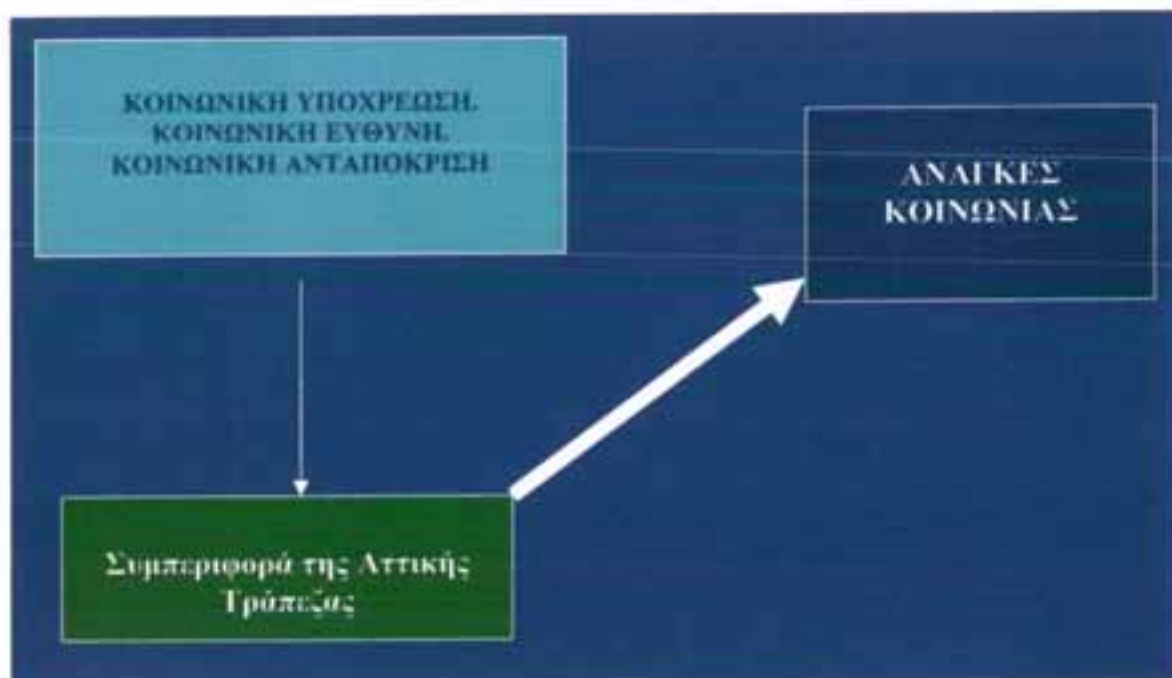 ΚΟΙΝΩΝΙΚΗ ΥΠΟΧΡΕΩΣΗ,
ΚΟΙΝΩΝΙΚΗ ΕΥΘΥΝΗ,
ΚΟΙΝΩΝΙΚΗ ΑΝΤΑΠΟΚΡΙΣΗ
ΑΝΑΓΚΕΣ
ΚΟΙΝΩΝΙΑΣ
Συμπεριφορά της Αττικής
Τράπεζας